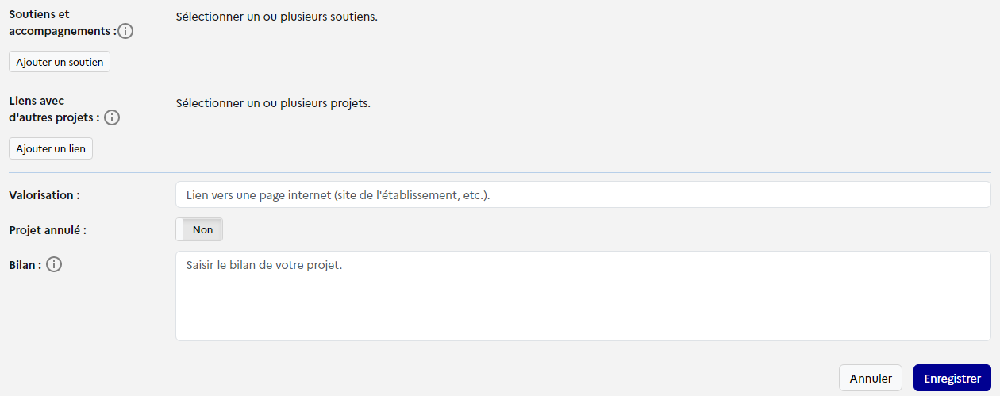 Soutiens et
accompagnements :
Sélectionner un ou plusieurs soutiens.
Ajouter un soutien
Liens avec
d'autres projets :
Sélectionner un ou plusieurs projets.
Ajouter un lien
Valorisation :
Lien vers une page internet (site de l'établissement, etc.).
Projet annulé :
Non
Bilan :
Saisir le bilan de votre projet.
Annuler
Enregistrer